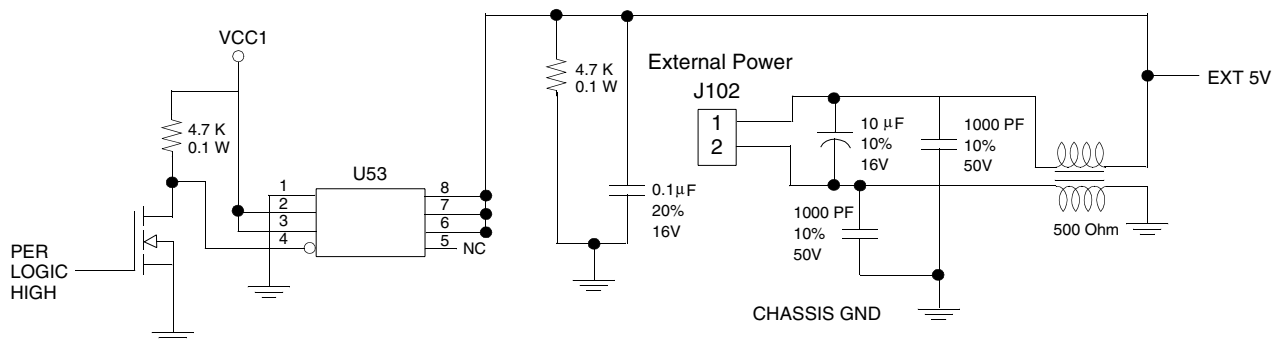 VCC1
4.7 K
0.1 W
PER
LOGIC
HIGH
U53
1
2
3
4
8
7
6
5
NC
4.7 K
0.1 W
0.1μF
20%
16V
External Power
J102
1
2
10 μF
10%
16V
1000 PF
10%
50V
1000 PF
10%
50V
500 Ohm
EXT 5V
CHASSIS GND